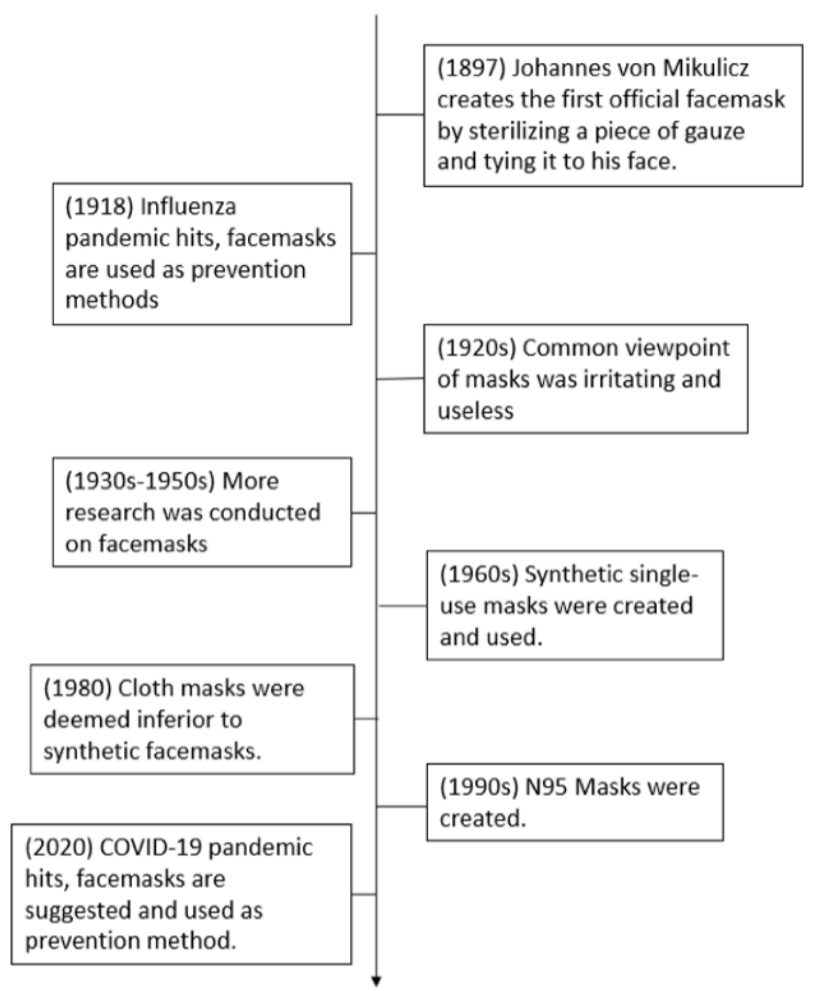 (1897) Johannes von Mikulicz
creates the first official facemask
by sterilizing a piece of gauze
and tying it to his face.
(1918) Influenza
pandemic hits, facemasks
are used as prevention
methods
(1920s) Common viewpoint
of masks was irritating and
useless
(1930s-1950s) More
research was conducted
on facemasks
(1960s) Synthetic single-
use masks were created
and used.
(1980) Cloth masks were
deemed inferior to
synthetic facemasks.
(1990s) N95 Masks were
created.
(2020) COVID-19 pandemic
hits, facemasks are
suggested and used as
prevention method.